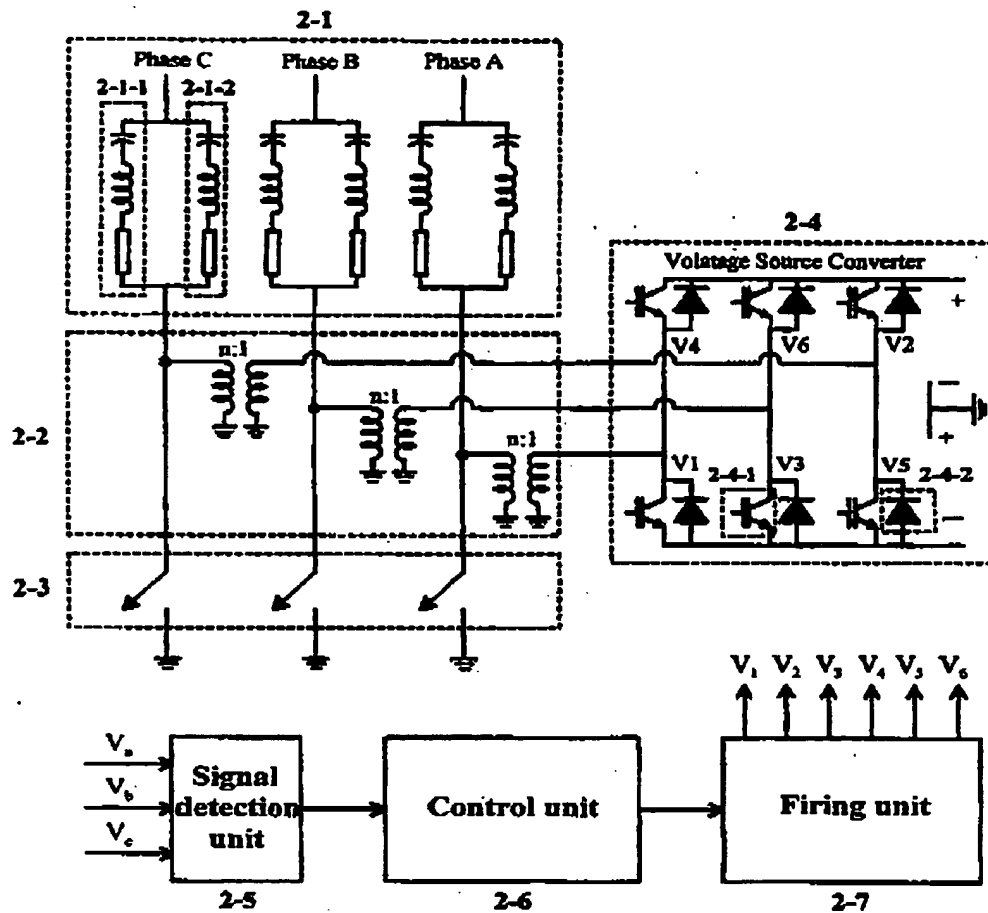 2-1
Phase C Phase B Phase A
2-1-1 2-1-2
2-4
Volatage Source Converter
+
V4 V6 V2
n:1
n:1
−
+
2-2
n:1
V1 2-4-1 V3 V5 2-4-2
−
2-3
V1 V2 V3 V4 V5 V6
Va
Vb
Vc
Signal
detection
unit
Control unit
Firing unit
2-5 2-6 2-7